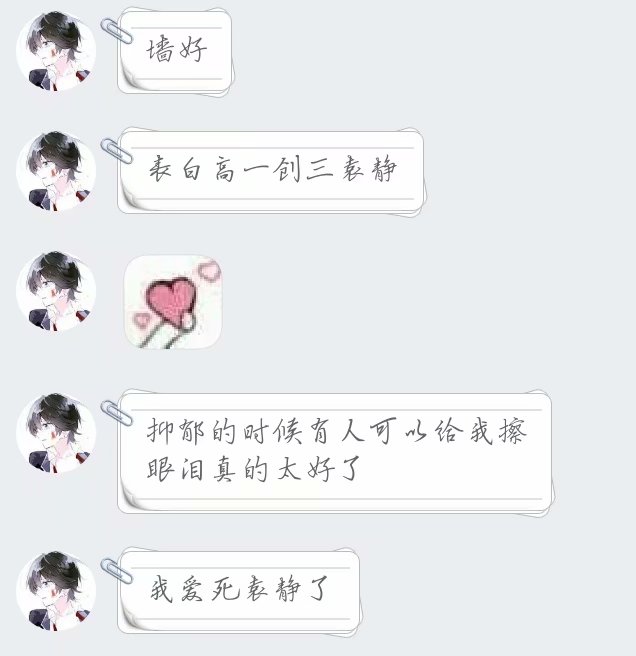 墙好
表白高一创三袁静
抑郁的时候有人可以给我擦
眼泪真的太好了
我爱死袁静了